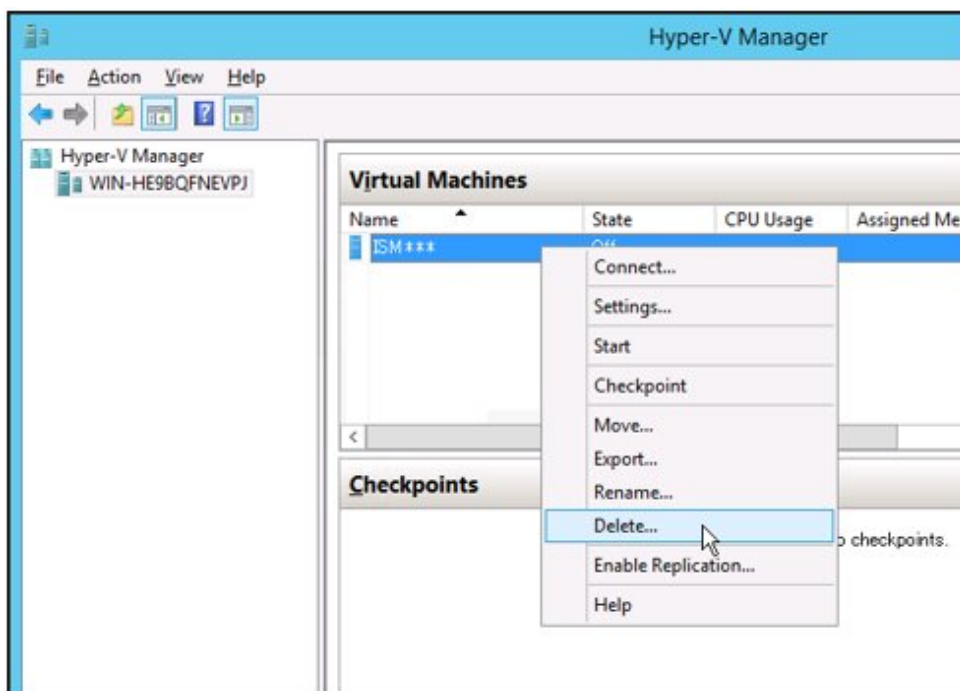 Hyper-V Manager
File Action View Help
Hyper-V Manager
WIN-HE9BQFNEVPJ
Virtual Machines
Name State CPU Usage Assigned Me
ISM*** Off
Connect...
Settings...
Start
Checkpoint
Move...
Export...
Rename...
Delete...
Enable Replication...
Help
Checkpoints
checkpoints.